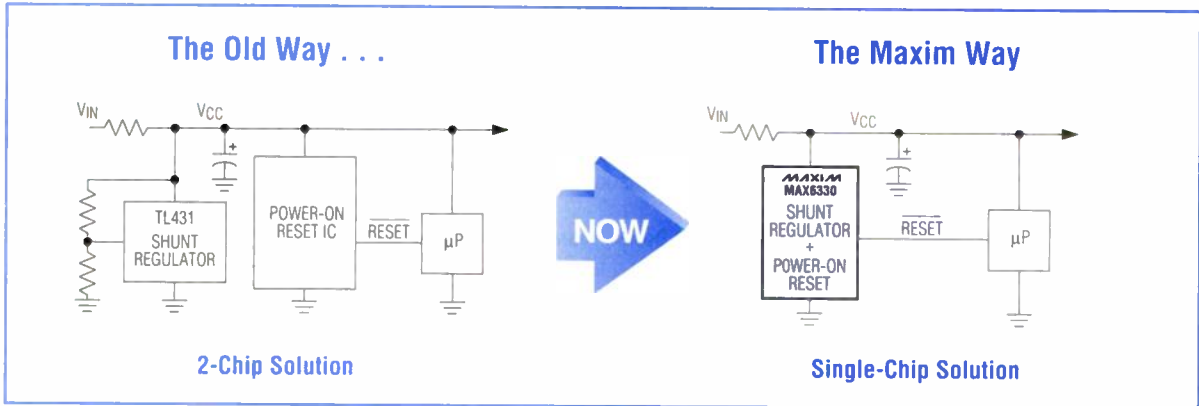 The Old Way . . .
VIN
VCC
TL431
SHUNT
REGULATOR
POWER-ON
RESET IC
RESET
µP
2-Chip Solution
NOW
The Maxim Way
VIN
VCC
MAXIM
MAX6330
SHUNT
REGULATOR
+
POWER-ON
RESET
RESET
µP
Single-Chip Solution